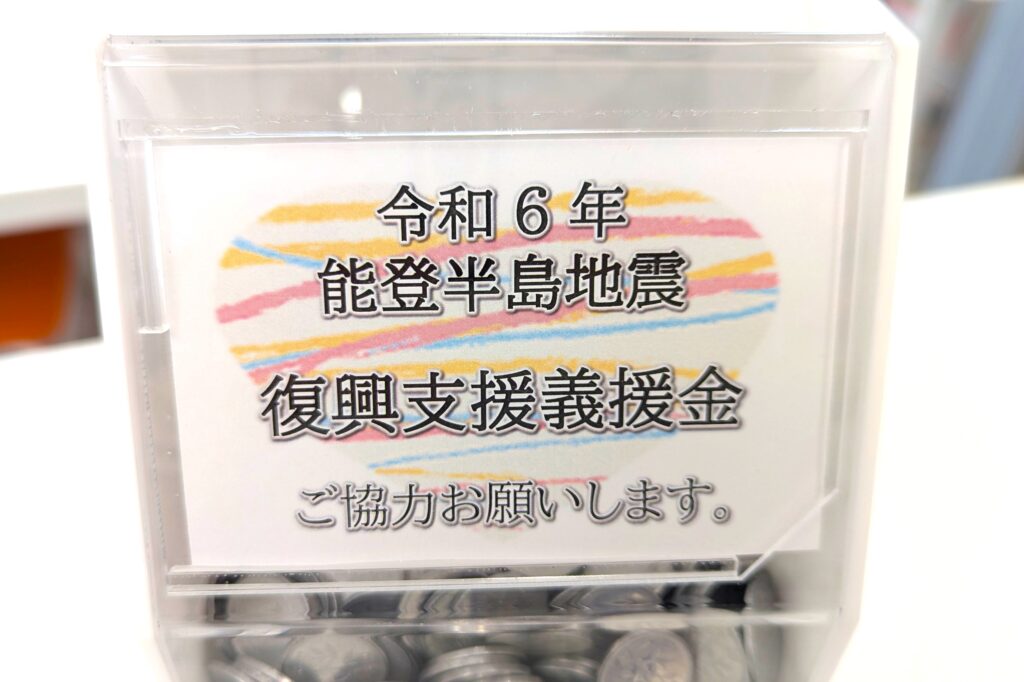 令和6年
能登半島地震
復興支援義援金
ご協力お願いします。